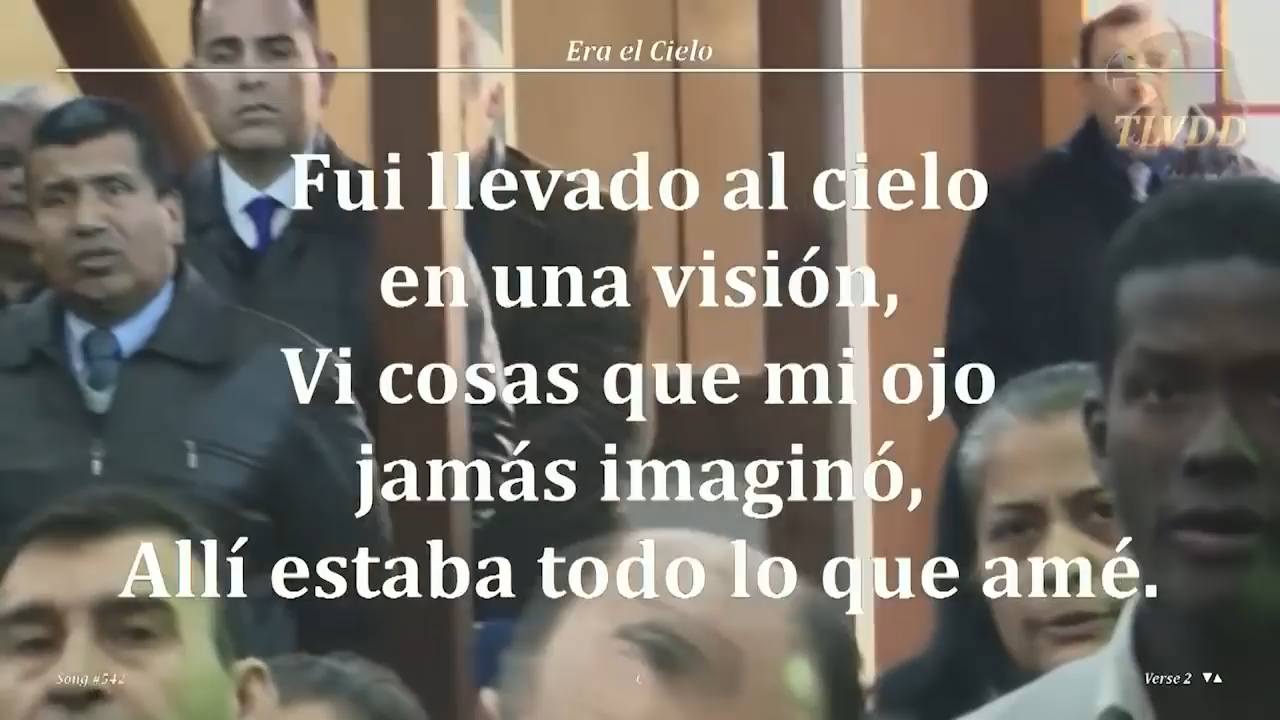 Era el Cielo
TLVDD
Fui llevado al cielo
en una visión,
Vi cosas que mi ojo
jamás imaginó,
Allí estaba todo lo que amé.
Song #542
Verse 2 ▼▲